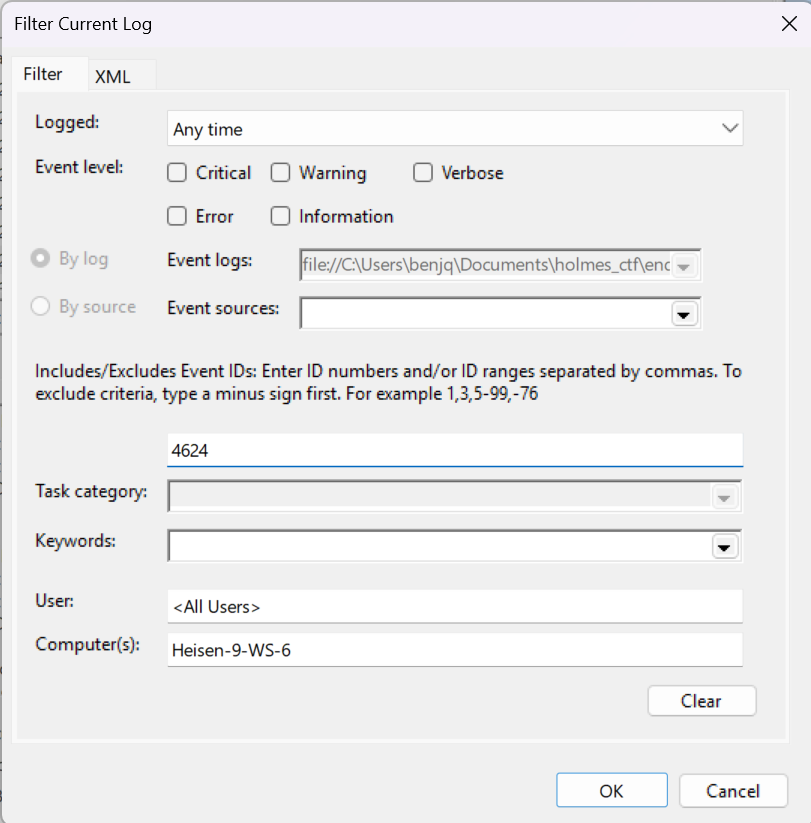 Filter Current Log
Filter
XML
Logged:
Any time
Event level:
Critical
Warning
Verbose
Error
Information
By log
Event logs:
file://C:\Users\benjq\Documents\holmes_ctf\enc
By source
Event sources:
Includes/Excludes Event IDs: Enter ID numbers and/or ID ranges separated by commas. To
exclude criteria, type a minus sign first. For example 1,3,5-99,-76
4624
Task category:
Keywords:
User:
<All Users>
Computer(s):
Heisen-9-WS-6
Clear
OK
Cancel